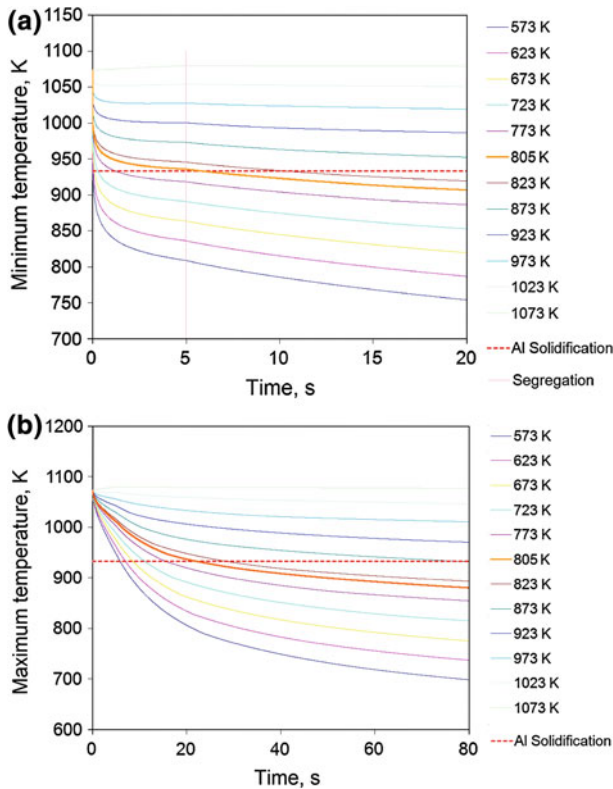 (a)
1150
1100
1050
1000
950
900
850
800
750
700
Minimum temperature, K
0
5
10
15
20
Time, s
573 K
623 K
673 K
723 K
773 K
805 K
823 K
873 K
923 K
973 K
1023 K
1073 K
Al Solidification
Segregation
(b)
1200
1100
1000
900
800
700
600
Maximum temperature, K
0
20
40
60
80
Time, s
573 K
623 K
673 K
723 K
773 K
805 K
823 K
873 K
923 K
973 K
1023 K
1073 K
Al Solidification